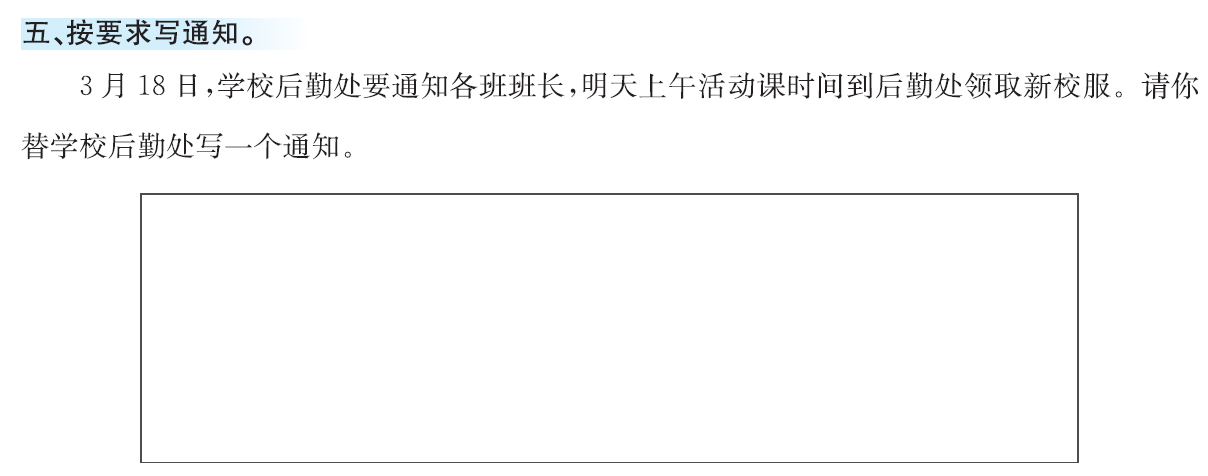 五、按要求写通知。
3 月 18 日,学校后勤处要通知各班班长,明天上午活动课时间到后勤处领取新校服。请你
替学校后勤处写一个通知。